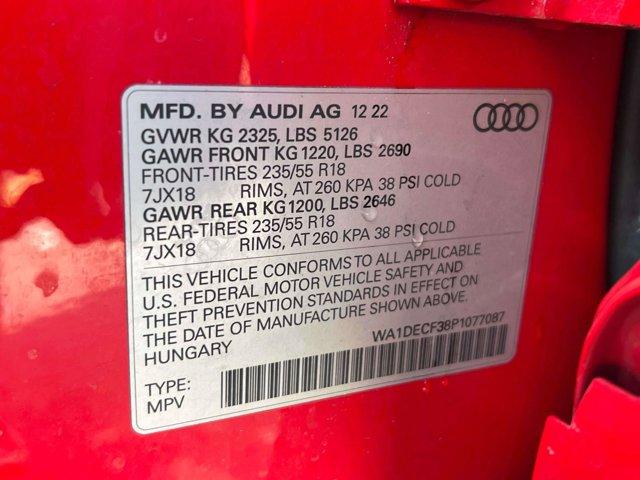 MFD. BY AUDI AG 12 22
GVWR KG 2325, LBS 5126
GAWR FRONT KG 1220, LBS 2690
FRONT-TIRES 235/55 R18
7JX18 RIMS, AT 260 KPA 38 PSI COLD
GAWR REAR KG1200, LBS 2646
REAR-TIRES 235/55 R18
7JX18 RIMS, AT 260 KPA 38 PSI COLD
THIS VEHICLE CONFORMS TO ALL APPLICABLE
U.S. FEDERAL MOTOR VEHICLE SAFETY AND
THEFT PREVENTION STANDARDS IN EFFECT ON
THE DATE OF MANUFACTURE SHOWN ABOVE.
HUNGARY
WA1DECF38P1077087
TYPE:
MPV